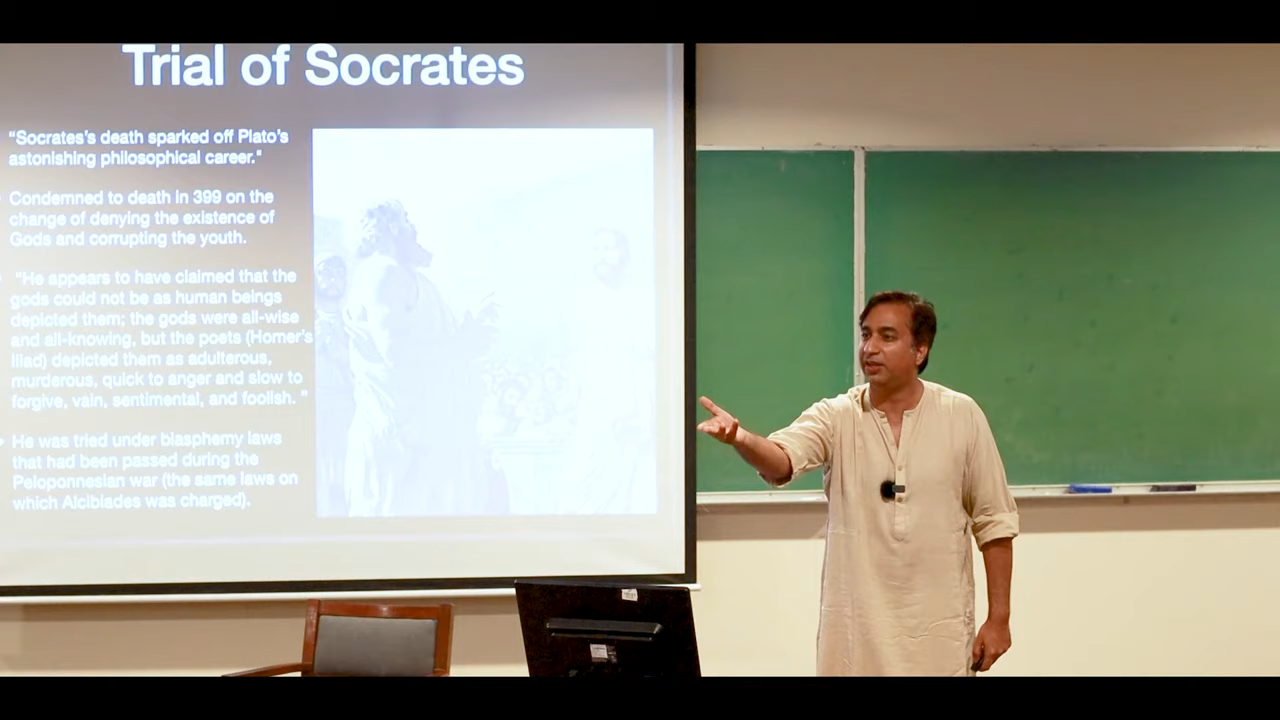 Trial of Socrates
"Socrates's death sparked off Plato's
astonishing philosophical career."
Condemned to death in 399 on the
change of denying the existence of
Gods and corrupting the youth.
"He appears to have claimed that the
gods could not be as human beings
depicted them; the gods were all-wise
and all-knowing, but the poets (Homer's
Iliad) depicted them as adulterous,
murderous, quick to anger and slow to
forgive, vain, sentimental, and foolish. "
He was tried under blasphemy laws
that had been passed during the
Peloponnesian war (the same laws on
which Alcibiades was charged).